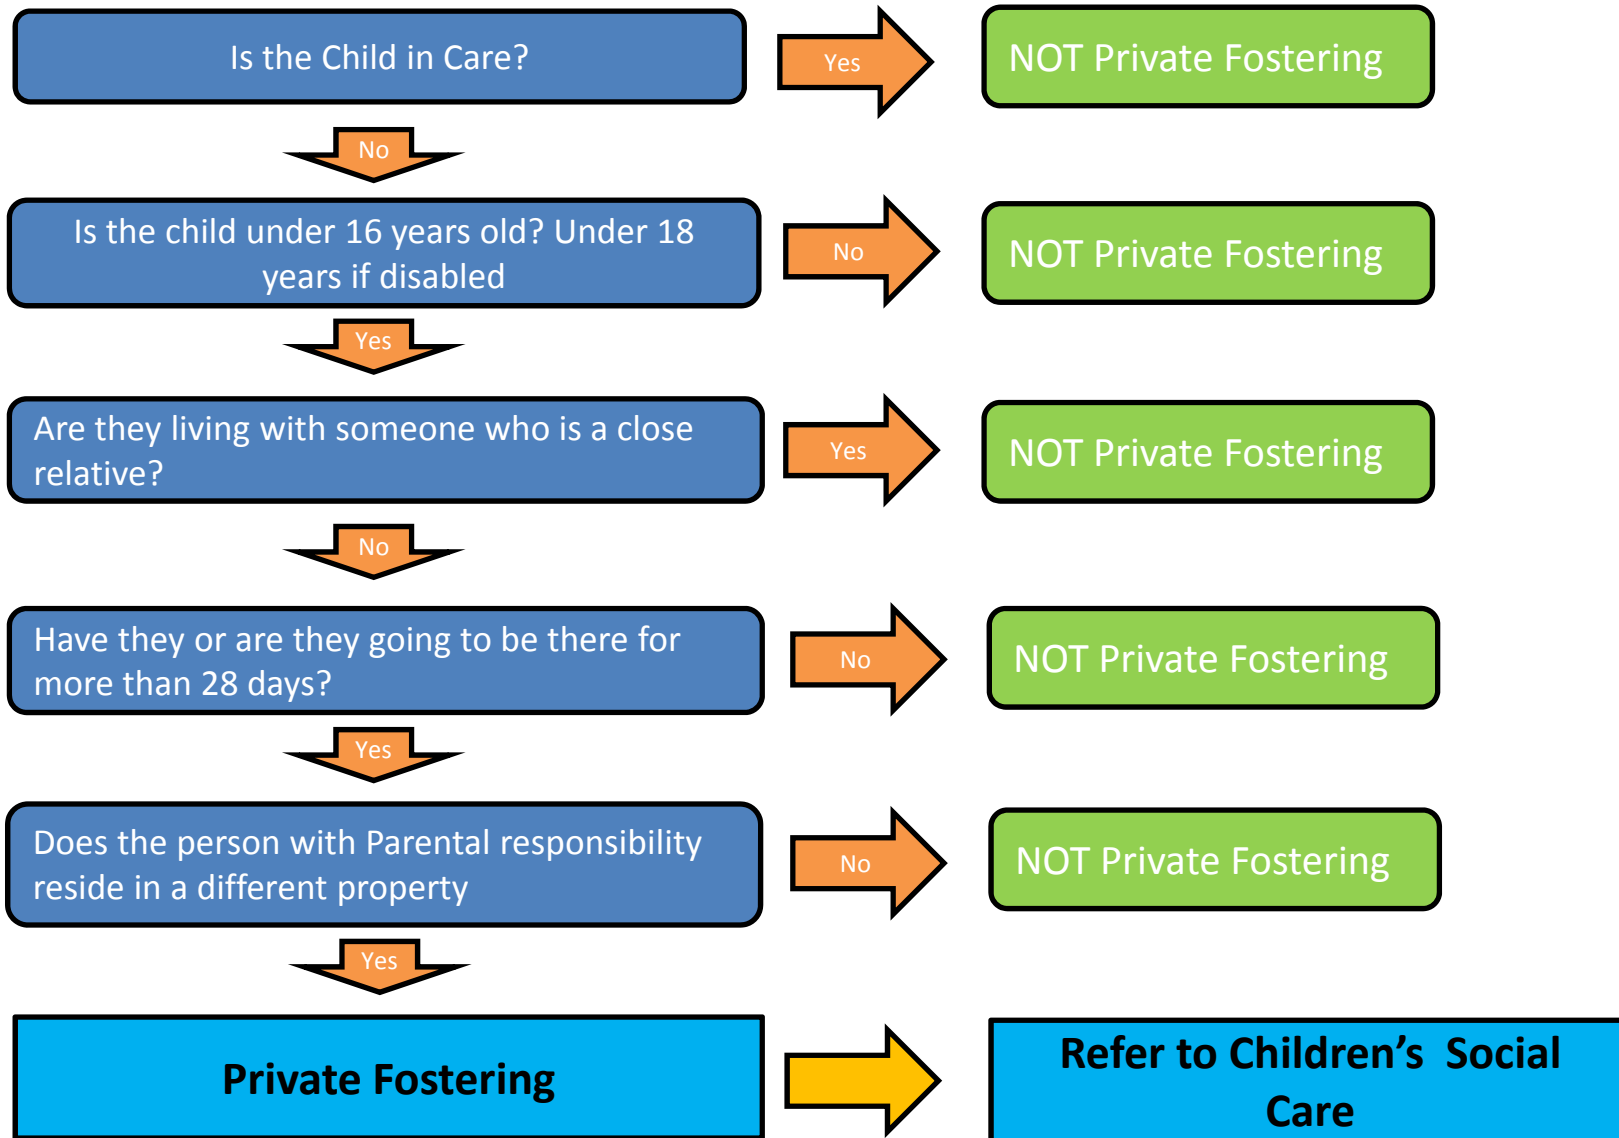 Is the Child in Care?
Yes
NOT Private Fostering
No
Is the child under 16 years old? Under 18
years if disabled
No
NOT Private Fostering
Yes
Are they living with someone who is a close
relative?
Yes
NOT Private Fostering
No
Have they or are they going to be there for
more than 28 days?
No
NOT Private Fostering
Yes
Does the person with Parental responsibility
reside in a different property
No
NOT Private Fostering
Yes
Private Fostering
Refer to Children’s  Social
Care